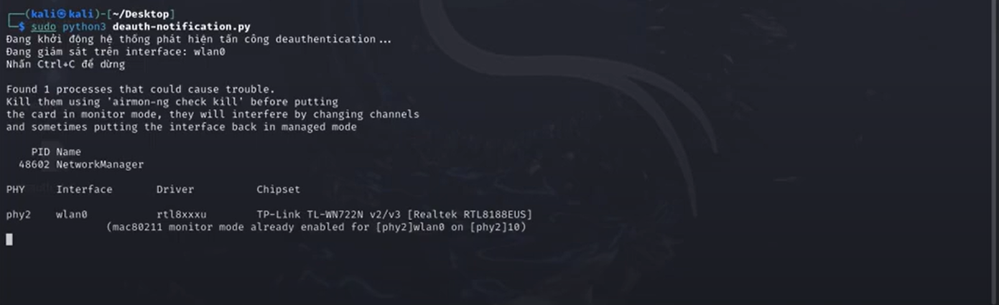 (kali㉿kali)-[~/Desktop]
$ sudo python3 deauth-notification.py
Đang khởi động hệ thống phát hiện tấn công deauthentication...
Đang giám sát trên interface: wlan0
Nhấn Ctrl+C để dừng
Found 1 processes that could cause trouble.
Kill them using 'airmon-ng check kill' before putting
the card in monitor mode, they will interfere by changing channels
and sometimes putting the interface back in managed mode
PID Name
48602 NetworkManager
PHY Interface Driver Chipset
phy2 wlan0 rtl8xxxu TP-Link TL-WN722N v2/v3 [Realtek RTL8188EUS]
(mac80211 monitor mode already enabled for [phy2]wlan0 on [phy2]10)